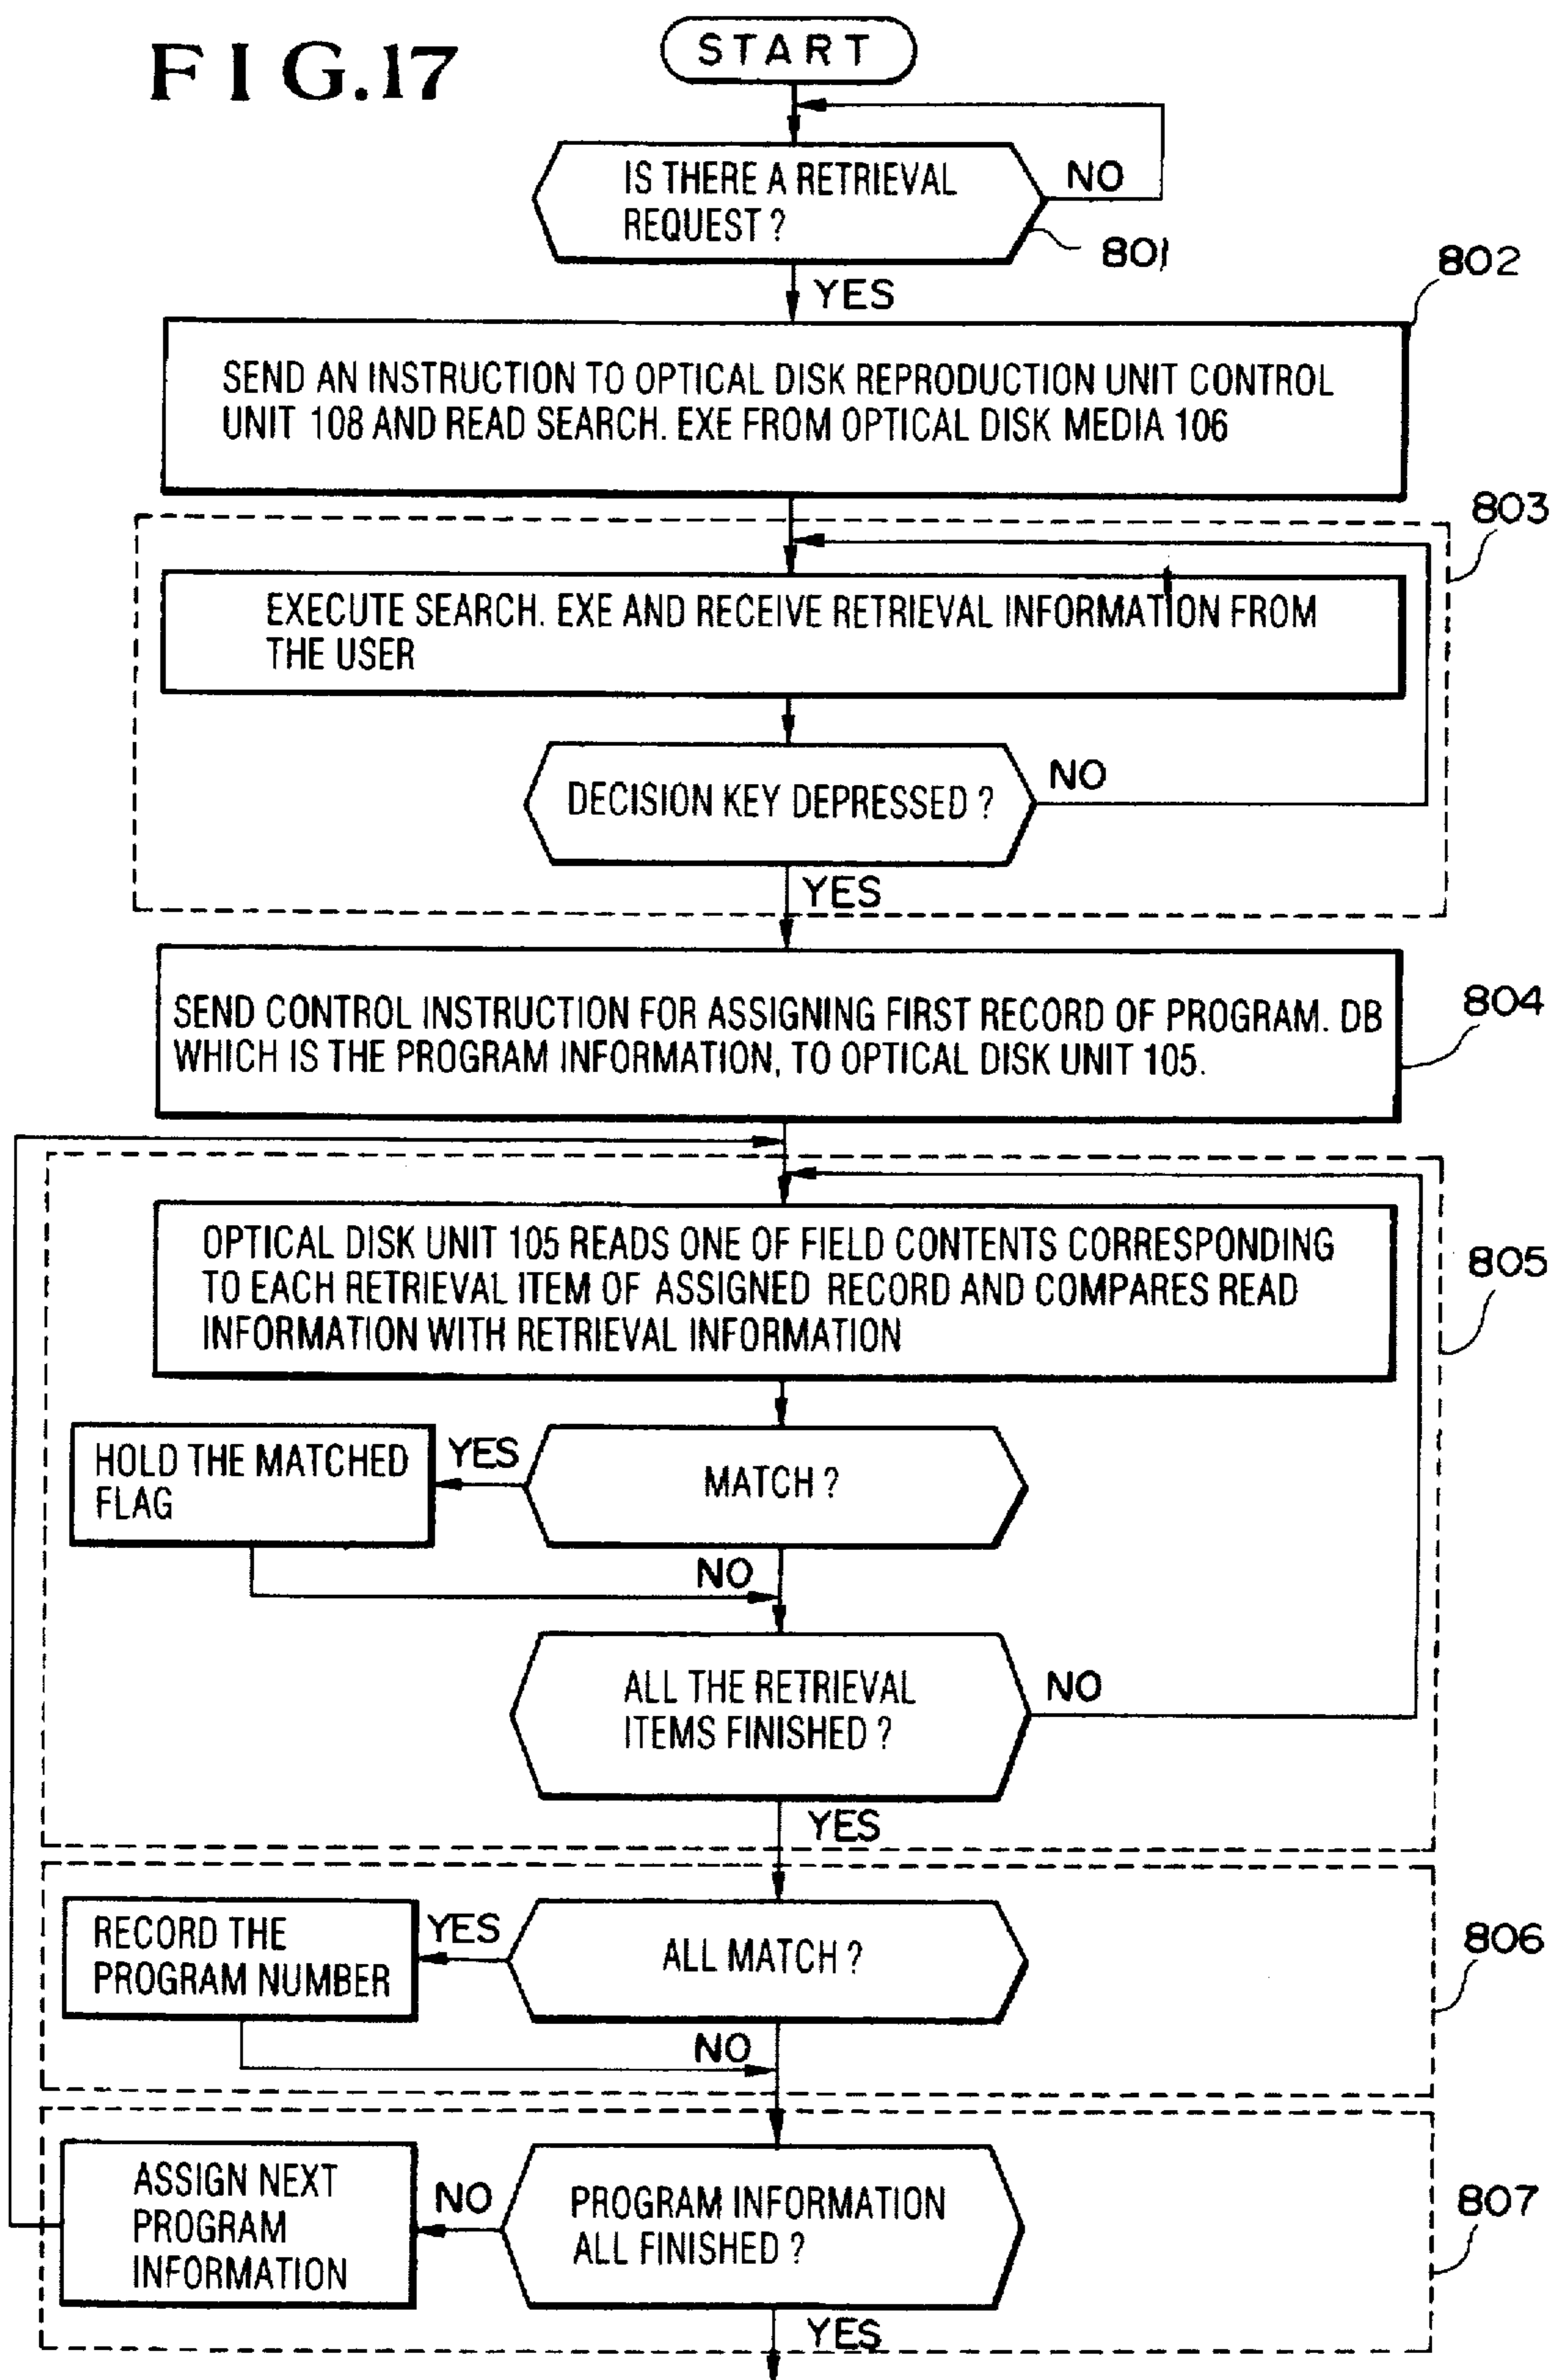 FIG.17
START
IS THERE A RETRIEVAL
REQUEST ?
NO
801
YES
802
SEND AN INSTRUCTION TO OPTICAL DISK REPRODUCTION UNIT CONTROL
UNIT 108 AND READ SEARCH. EXE FROM OPTICAL DISK MEDIA 106
803
EXECUTE SEARCH. EXE AND RECEIVE RETRIEVAL INFORMATION FROM
THE USER
DECISION KEY DEPRESSED ?
NO
YES
804
SEND CONTROL INSTRUCTION FOR ASSIGNING FIRST RECORD OF PROGRAM. DB
WHICH IS THE PROGRAM INFORMATION, TO OPTICAL DISK UNIT 105.
805
OPTICAL DISK UNIT 105 READS ONE OF FIELD CONTENTS CORRESPONDING
TO EACH RETRIEVAL ITEM OF ASSIGNED RECORD AND COMPARES READ
INFORMATION WITH RETRIEVAL INFORMATION
HOLD THE MATCHED
FLAG
YES
MATCH ?
NO
ALL THE RETRIEVAL
ITEMS FINISHED ?
NO
YES
806
RECORD THE
PROGRAM NUMBER
YES
ALL MATCH ?
NO
807
ASSIGN NEXT
PROGRAM
INFORMATION
NO
PROGRAM INFORMATION
ALL FINISHED ?
YES